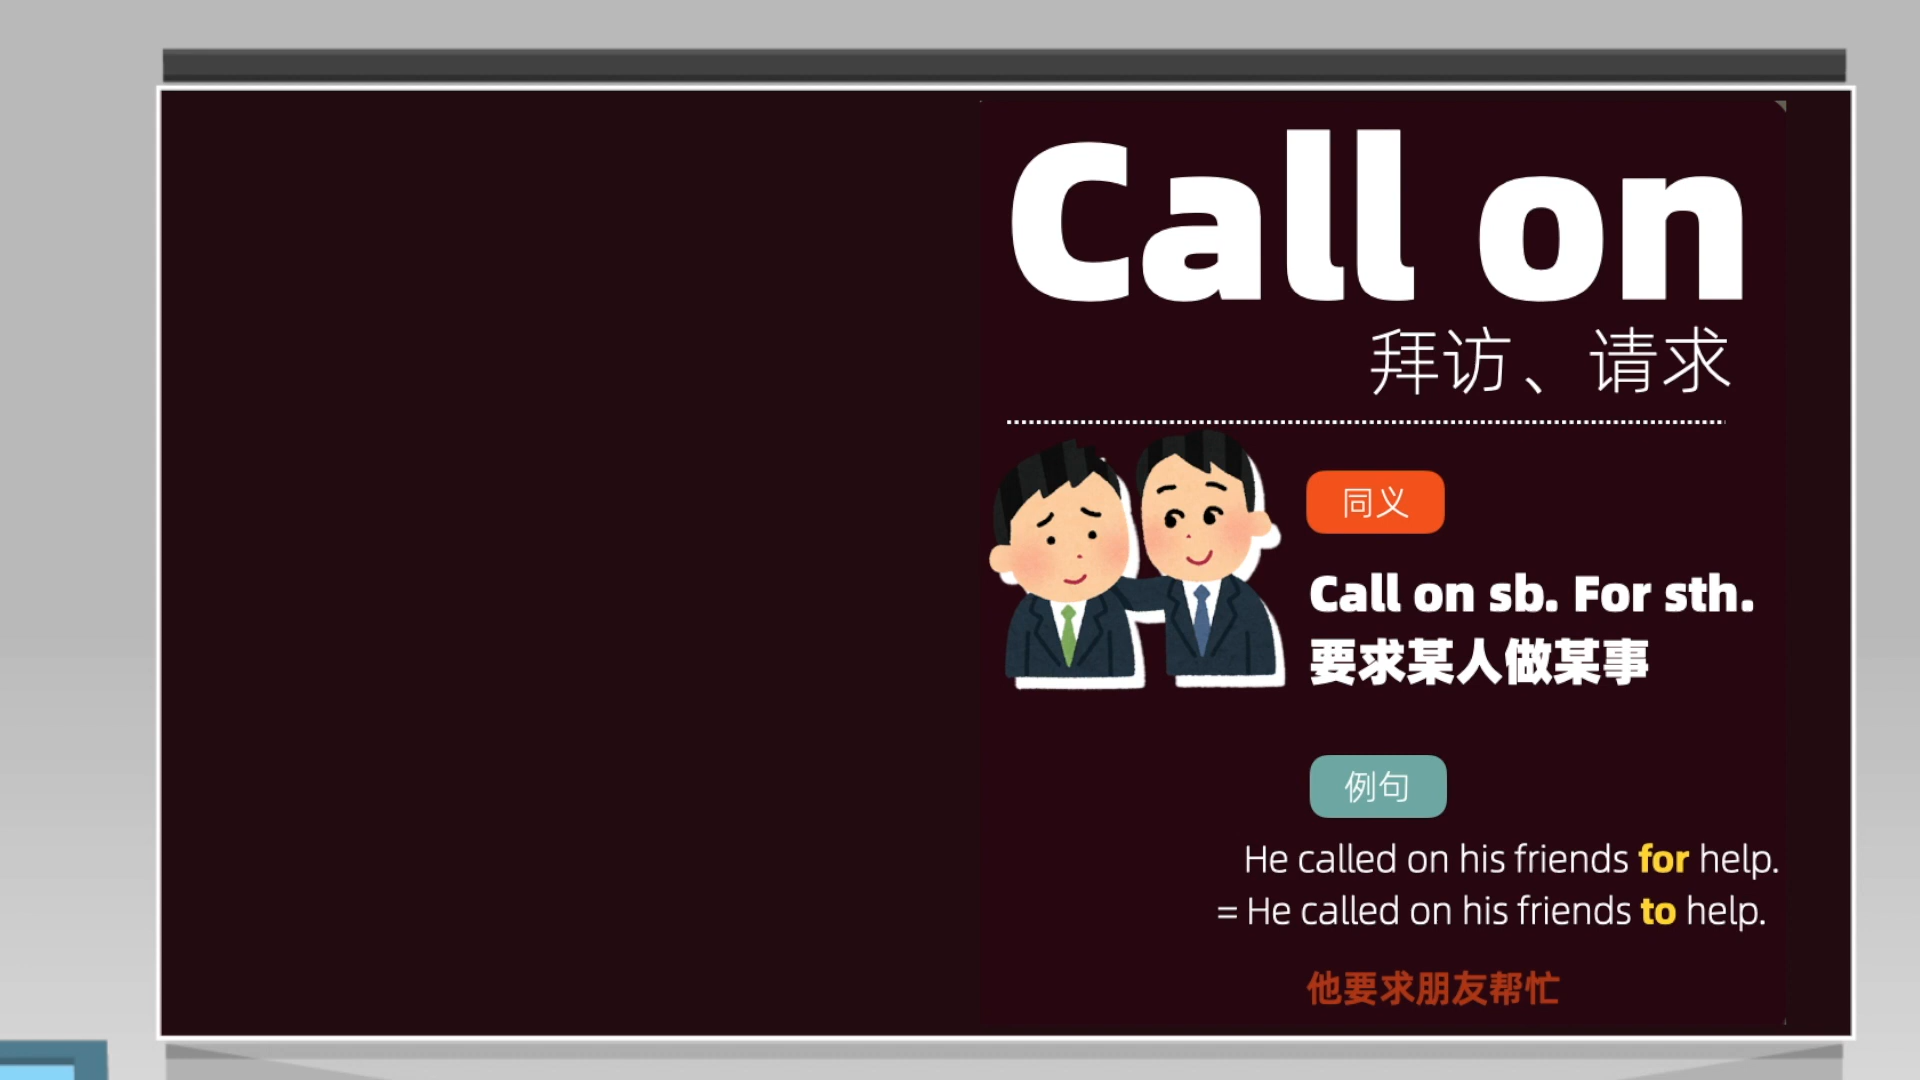 Call on
拜访、请求
同义
Call on sb. For sth.
要求某人做某事
例句
He called on his friends for help.
= He called on his friends to help.
他要求朋友帮忙